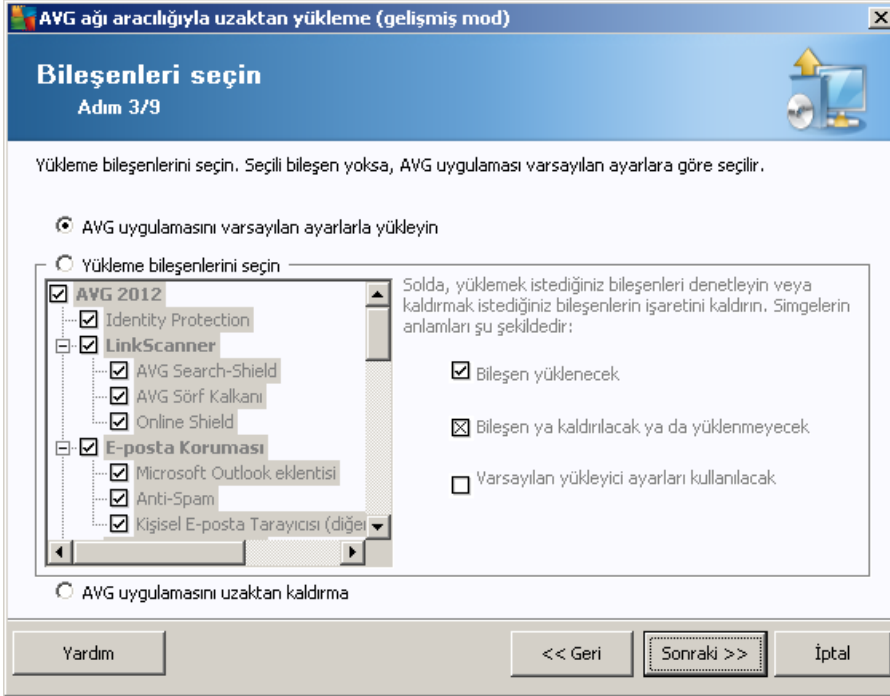 AVG ağı aracılığıyla uzaktan yükleme (gelişmiş mod)
Bileşenleri seçin
Adım 3/9
Yükleme bileşenlerini seçin. Seçili bileşen yoksa, AVG uygulaması varsayılan ayarlara göre seçilir.
AVG uygulamasını varsayılan ayarlarla yükleyin
Yükleme bileşenlerini seçin
AVG 2012
Identity Protection
LinkScanner
AVG Search-Shield
AVG Sörf Kalkanı
Online Shield
E-posta Koruması
Microsoft Outlook eklentisi
Anti-Spam
Kişisel E-posta Tarayıcısı (diğer
Solda, yüklemek istediğiniz bileşenleri denetleyin veya
kaldırmak istediğiniz bileşenlerin işaretini kaldırın. Simgelerin
anlamları şu şekildedir:
Bileşen yüklenecek
Bileşen ya kaldırılacak ya da yüklenmeyecek
Varsayılan yükleyici ayarları kullanılacak
AVG uygulamasını uzaktan kaldırma
Yardım
<< Geri
Sonraki >>
İptal